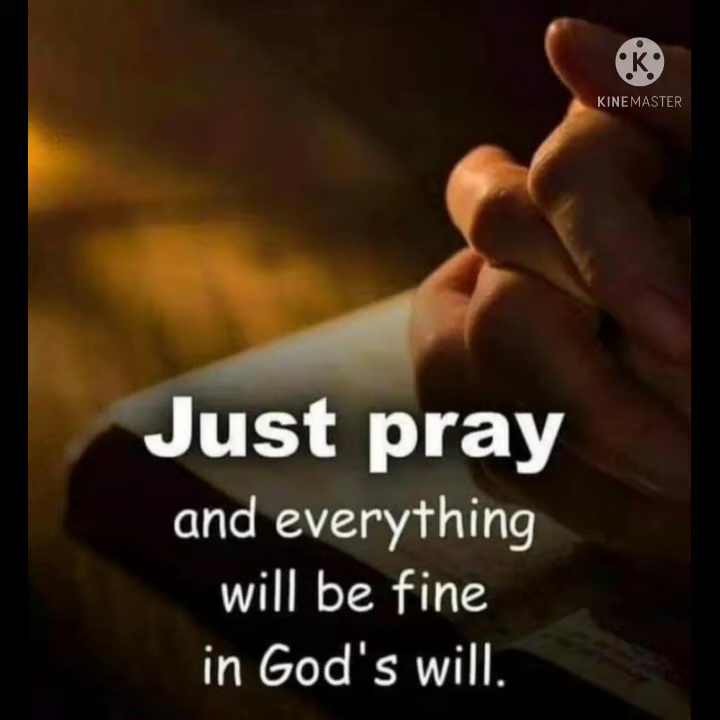 KINEMASTER
Just pray
and everything
will be fine
in God's will.